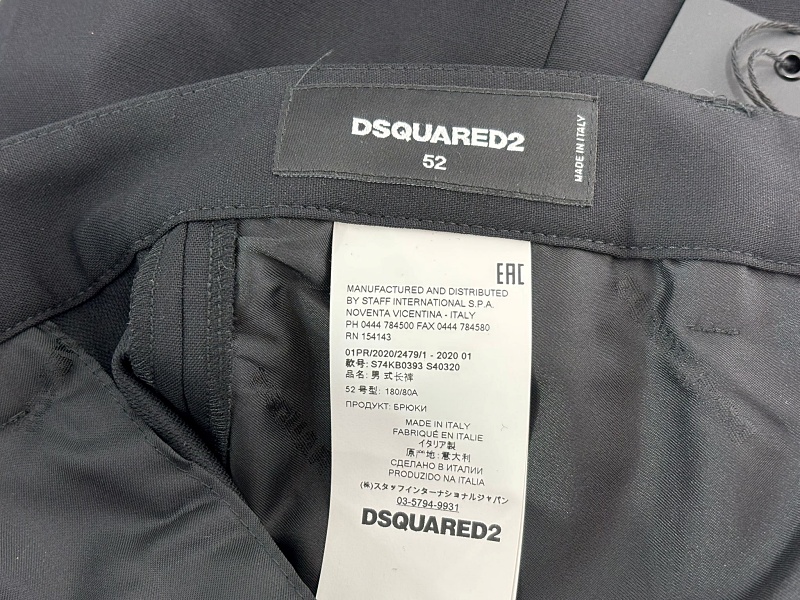 DSQUARED2
52
MADE IN ITALY
EAC
MANUFACTURED AND DISTRIBUTED
BY STAFF INTERNATIONAL S.P.A.
NOVENTA VICENTINA - ITALY
PH 0444 784500 FAX 0444 784580
RN 154143
01PR/2020/2479/1 - 2020 01
款号: S74KB0393 S40320
品名: 男 式长裤
52 号型: 180/80A
ПРОДУКТ: БРЮКИ
MADE IN ITALY
FABRIQUÉ EN ITALIE
イタリア製
原产地: 意大利
СДЕЛАНО В ИТАЛИИ
PRODUZIDO NA ITALIA
(株)スタッフインターナショナルジャパン
03-5794-9931
DSQUARED2